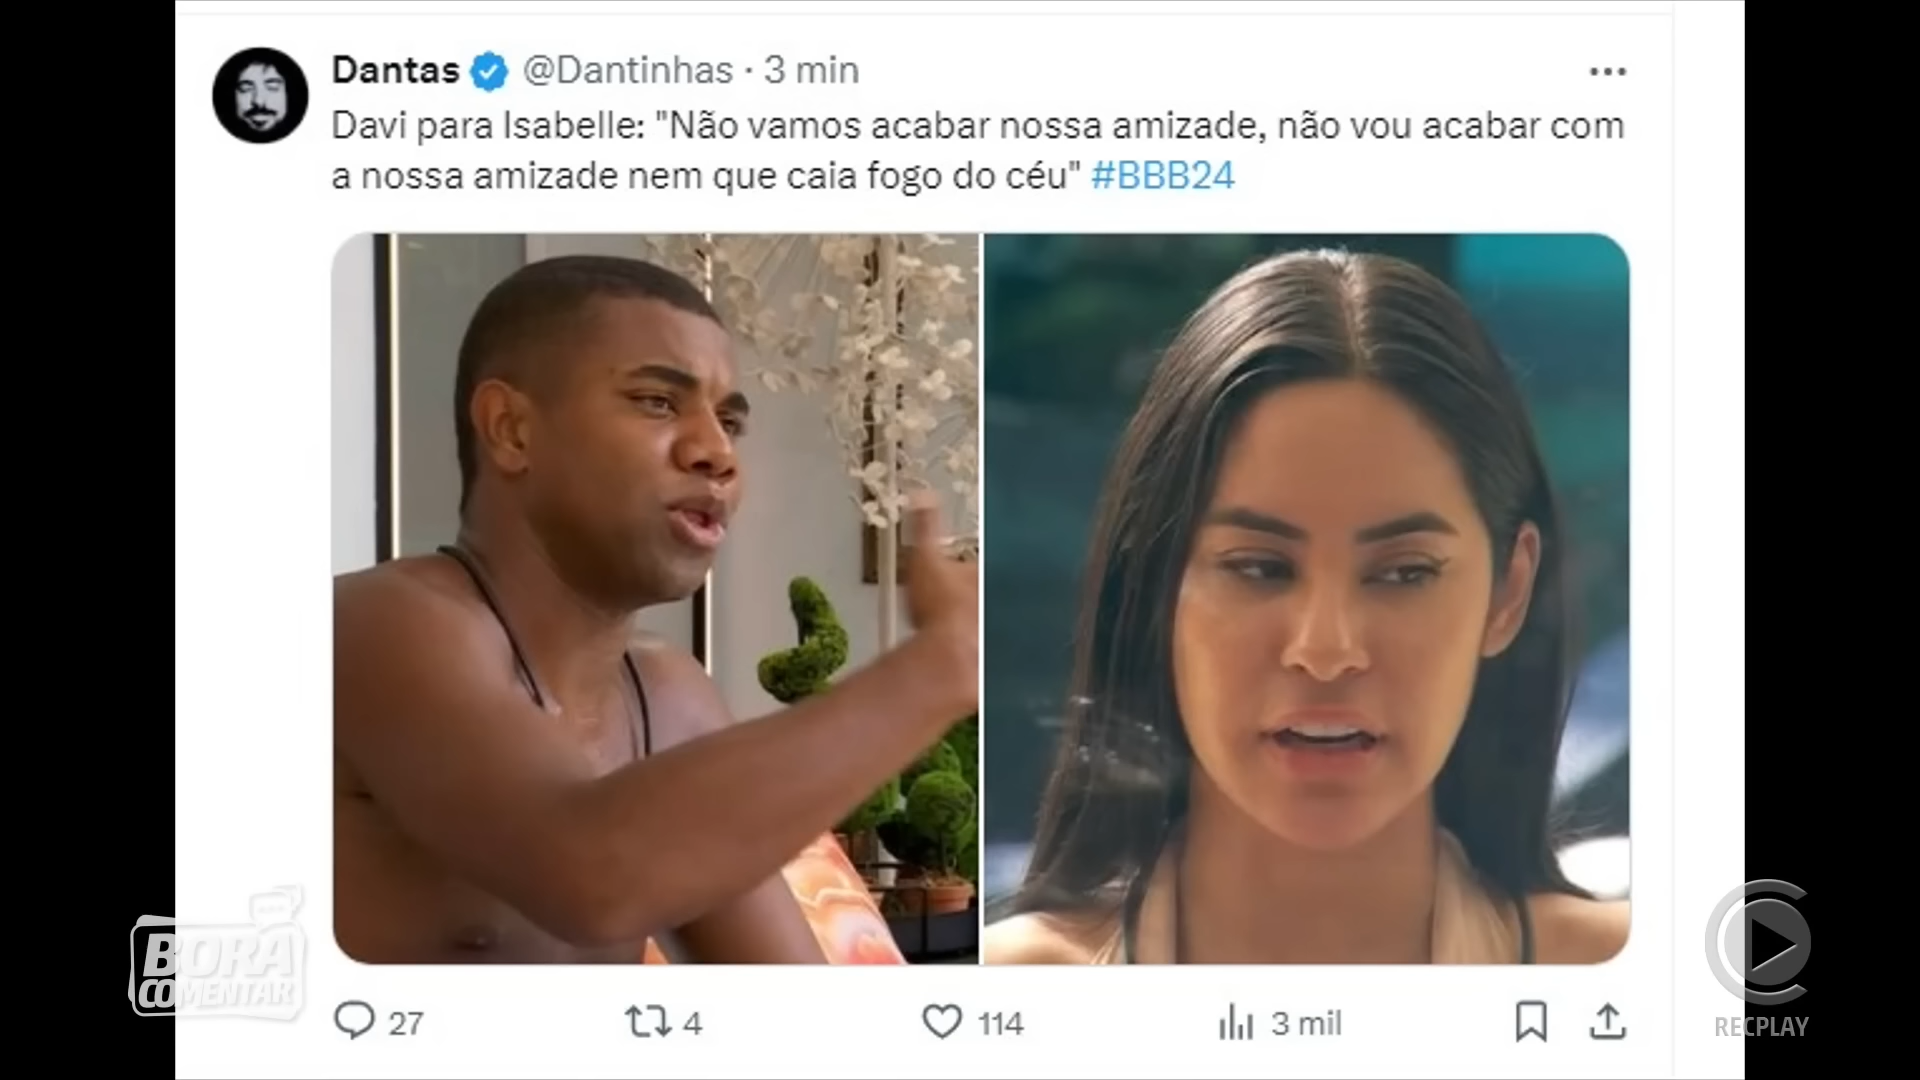 Dantas @Dantinhas · 3 min
Davi para Isabelle: "Não vamos acabar nossa amizade, não vou acabar com
a nossa amizade nem que caia fogo do céu" #BBB24
BORA
COMENTAR
27 4 114 3 mil
RECPLAY